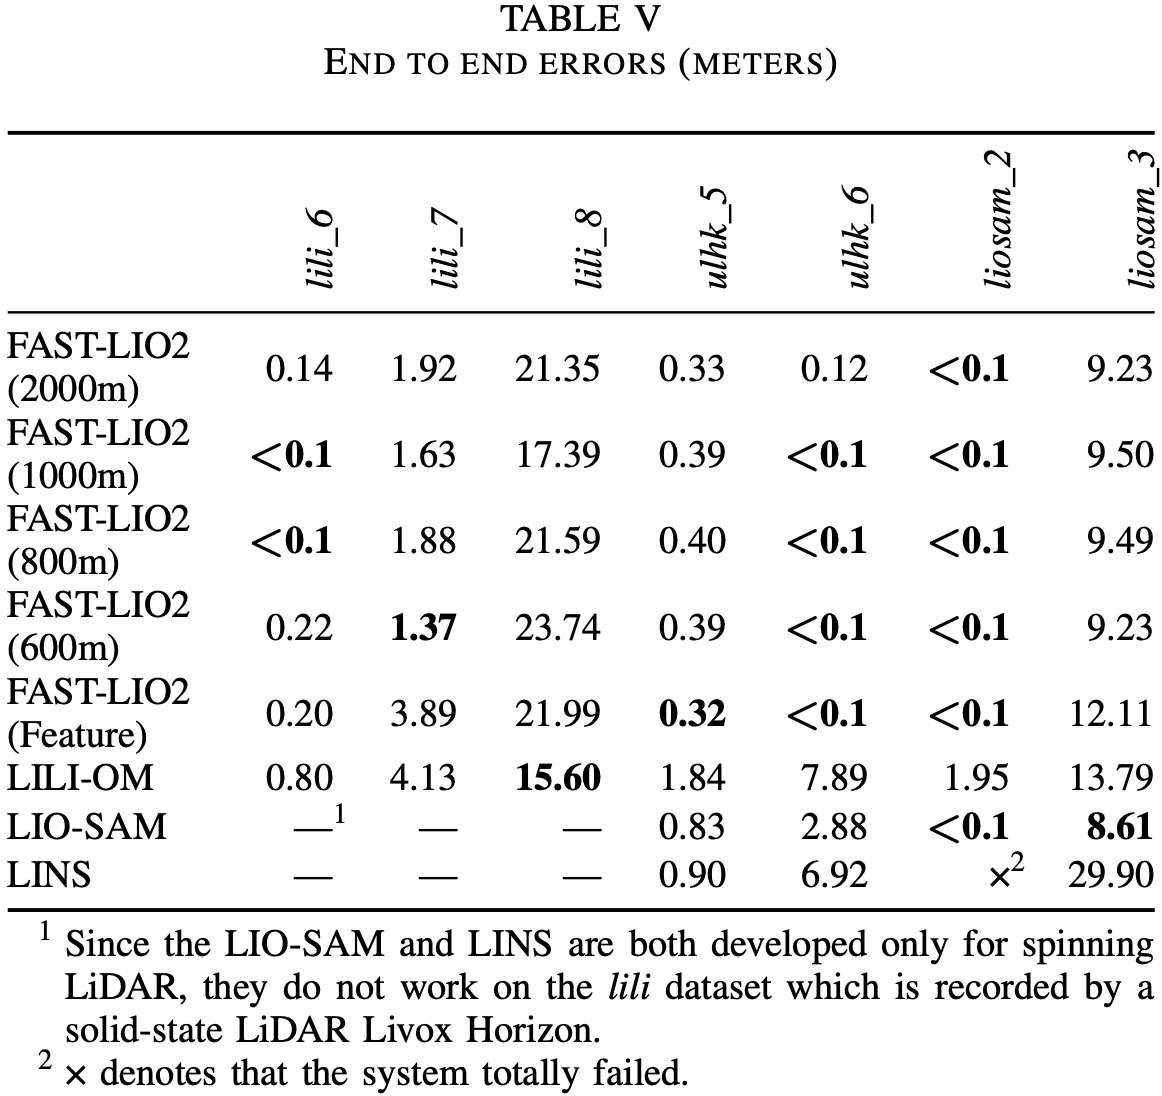 TABLE V
END TO END ERRORS (METERS)
lili_6 lili_7 lili_8 ulhk_5 ulhk_6 liosam_2 liosam_3
FAST-LIO2
(2000m) 0.14 1.92 21.35 0.33 0.12 <0.1 9.23
FAST-LIO2
(1000m) <0.1 1.63 17.39 0.39 <0.1 <0.1 9.50
FAST-LIO2
(800m) <0.1 1.88 21.59 0.40 <0.1 <0.1 9.49
FAST-LIO2
(600m) 0.22 1.37 23.74 0.39 <0.1 <0.1 9.23
FAST-LIO2
(Feature) 0.20 3.89 21.99 0.32 <0.1 <0.1 12.11
LILI-OM 0.80 4.13 15.60 1.84 7.89 1.95 13.79
LIO-SAM —1 — — 0.83 2.88 <0.1 8.61
LINS — — — 0.90 6.92 ×2 29.90
1 Since the LIO-SAM and LINS are both developed only for spinning
LiDAR, they do not work on the lili dataset which is recorded by a
solid-state LiDAR Livox Horizon.
2 × denotes that the system totally failed.